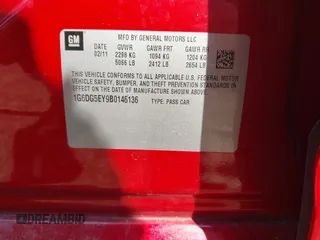 GM
MFD BY GENERAL MOTORS LLC
DATE GVWR GAWR FRT GAWR RR
02/11 2298 KG 1094 KG 1204 KG
5066 LB 2412 LB 2654 LB
THIS VEHICLE CONFORMS TO ALL APPLICABLE U.S. FEDERAL MOTOR
VEHICLE SAFETY, BUMPER, AND THEFT PREVENTION STANDARDS IN
EFFECT ON THE DATE OF MANUFACTURE SHOWN ABOVE.
1G6DG5EY9B0146136 TYPE: PASS CAR
DREAMBID